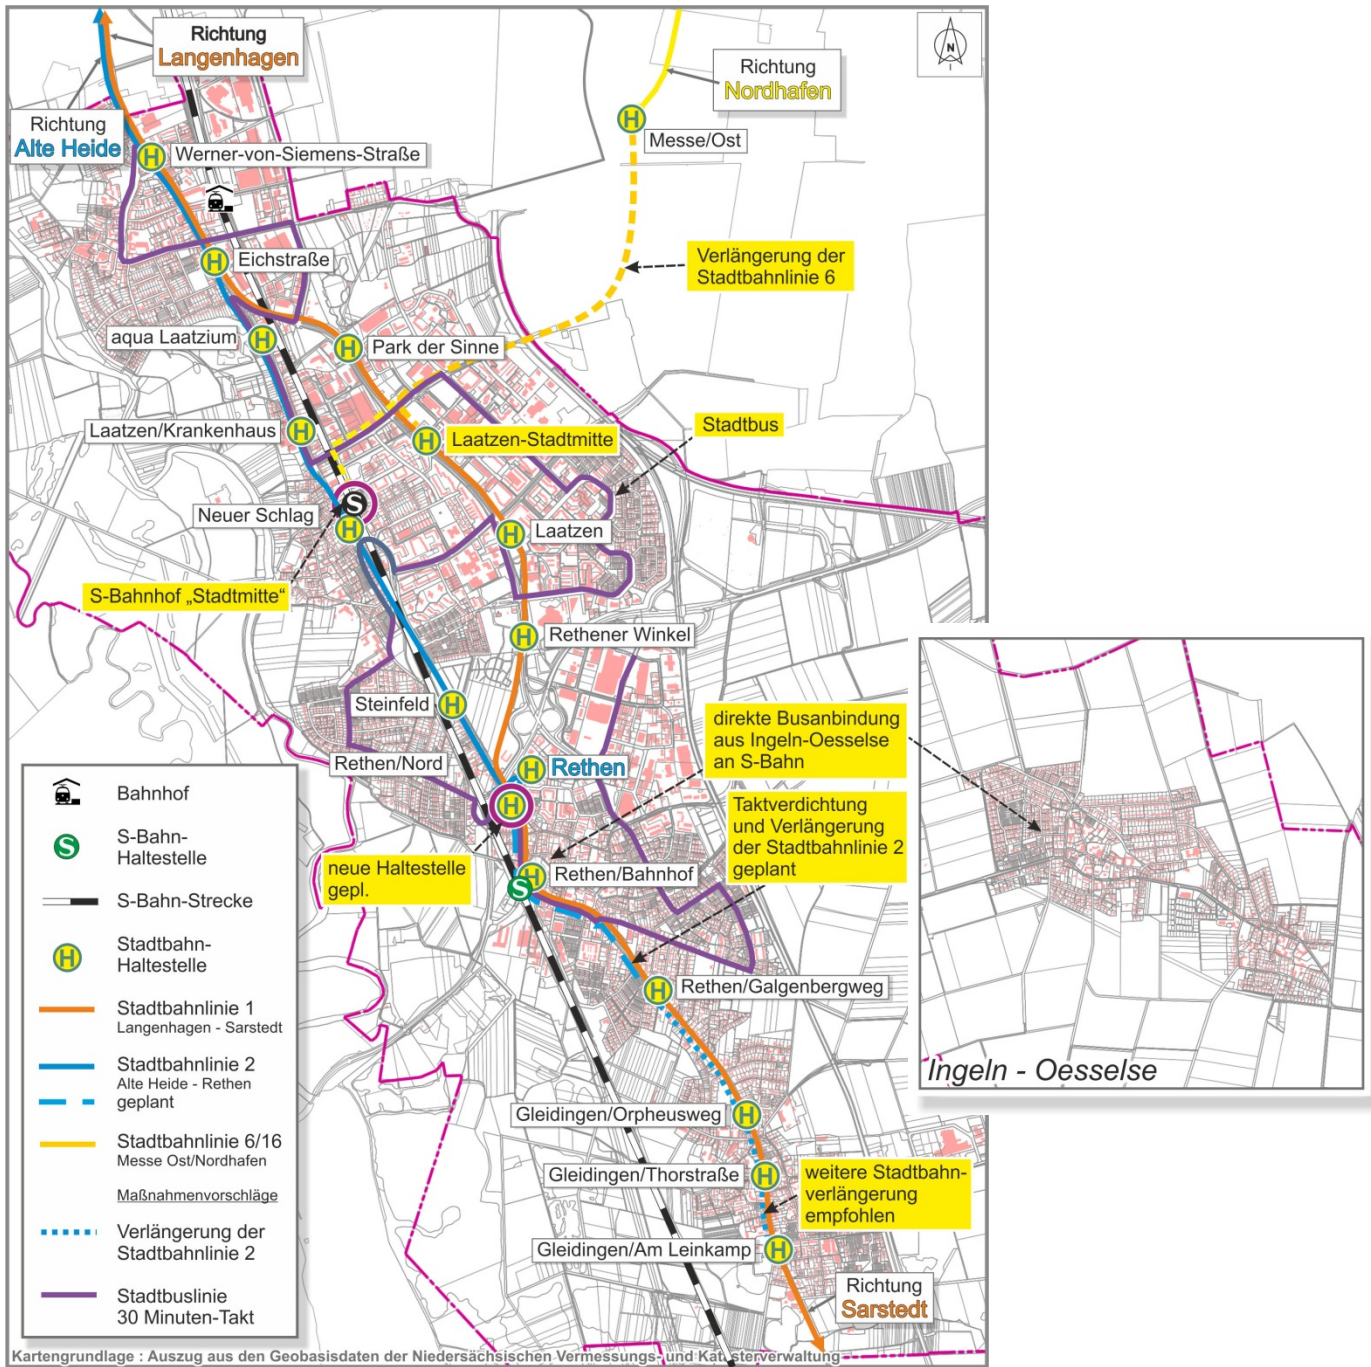 Richtung
Langenhagen
N
Richtung
Nordhafen
Richtung
Alte Heide
H
Werner-von-Siemens-Straße
H
Messe/Ost
H
Eichstraße
Verlängerung der
Stadtbahnlinie 6
aqua Laatzium
H
H
Park der Sinne
Laatzen/Krankenhaus
H
H
Laatzen-Stadtmitte
Stadtbus
S
Neuer Schlag
H
H
Laatzen
S-Bahnhof „Stadtmitte“
H
Rethener Winkel
Steinfeld
H
direkte Busanbindung
aus Ingeln-Oesselse
an S-Bahn
Rethen/Nord
H
Rethen
H
Taktverdichtung
und Verlängerung
der Stadtbahnlinie 2
geplant
neue Haltestelle
gepl.
H
Rethen/Bahnhof
S
H
Rethen/Galgenbergweg
Gleidingen/Orpheusweg
H
Gleidingen/Thorstraße
H
weitere Stadtbahn-
verlängerung
empfohlen
Gleidingen/Am Leinkamp
H
Richtung
Sarstedt
Ingeln - Oesselse
Bahnhof
S
S-Bahn-
Haltestelle
S-Bahn-Strecke
H
Stadtbahn-
Haltestelle
Stadtbahnlinie 1
Langenhagen - Sarstedt
Stadtbahnlinie 2
Alte Heide - Rethen
geplant
Stadtbahnlinie 6/16
Messe Ost/Nordhafen
Maßnahmenvorschläge
Verlängerung der
Stadtbahnlinie 2
Stadtbuslinie
30 Minuten-Takt
Kartengrundlage : Auszug aus den Geobasisdaten der Niedersächsischen Vermessungs- und Katasterverwaltung